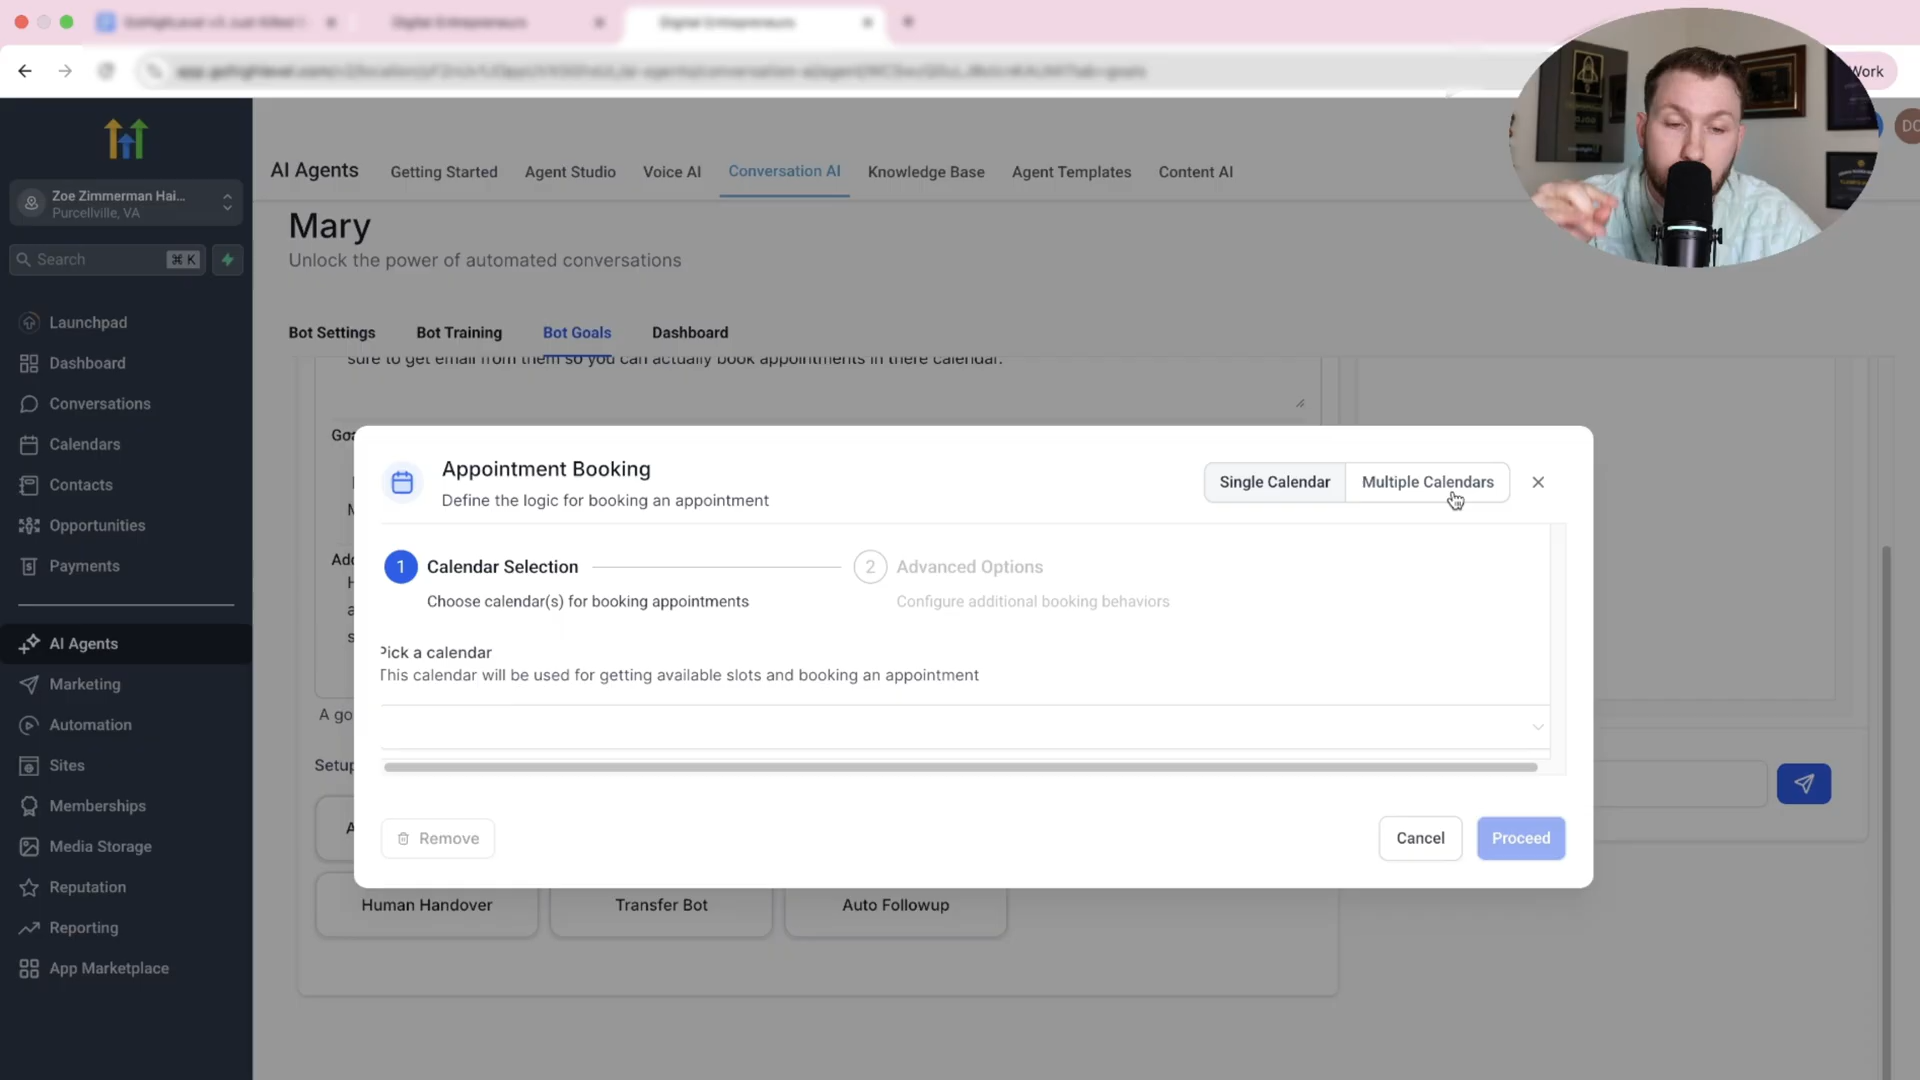 Work
DC
Zoe Zimmerman Hai...
Purcellville, VA
Search
⌘ K
Launchpad
Dashboard
Conversations
Calendars
Contacts
Opportunities
Payments
AI Agents
Marketing
Automation
Sites
Memberships
Media Storage
Reputation
Reporting
App Marketplace
AI Agents
Getting Started
Agent Studio
Voice AI
Conversation AI
Knowledge Base
Agent Templates
Content AI
Mary
Unlock the power of automated conversations
Bot Settings
Bot Training
Bot Goals
Dashboard
sure to get email from them so you can actually book appointments in there calendar.
Appointment Booking
Define the logic for booking an appointment
Single Calendar
Multiple Calendars
1
Calendar Selection
Choose calendar(s) for booking appointments
2
Advanced Options
Configure additional booking behaviors
Pick a calendar
This calendar will be used for getting available slots and booking an appointment
A go
Setup
Remove
Cancel
Proceed
Human Handover
Transfer Bot
Auto Followup